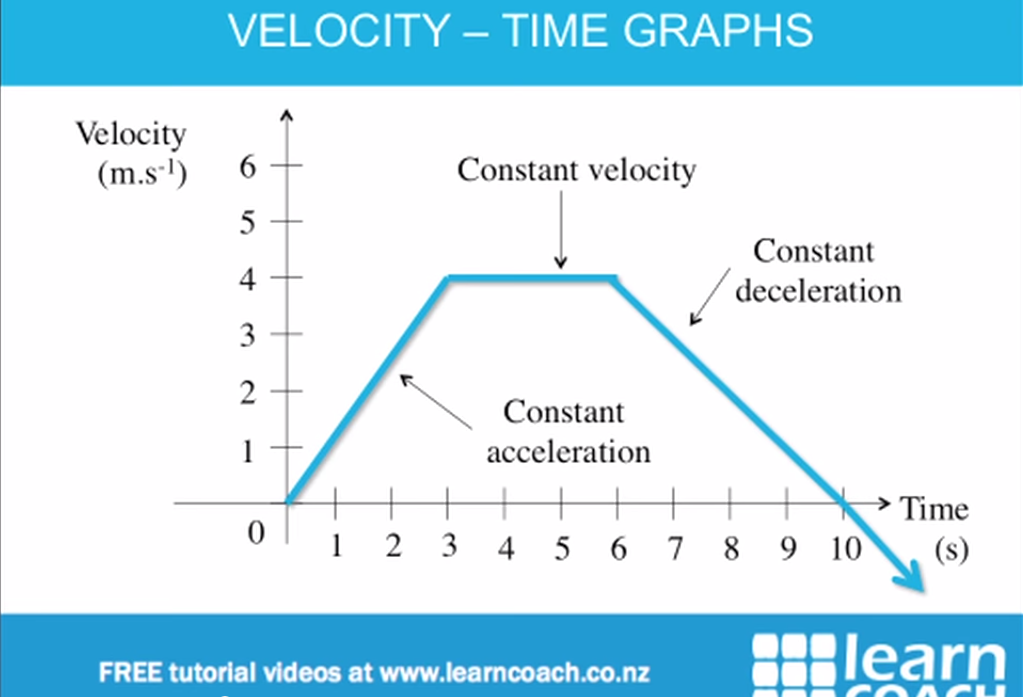 VELOCITY – TIME GRAPHS
Velocity
(m.s⁻¹)
6
5
4
3
2
1
0
Constant velocity
Constant
deceleration
Constant
acceleration
1 2 3 4 5 6 7 8 9 10
Time
(s)
FREE tutorial videos at www.learncoach.co.nz
learn
COACH